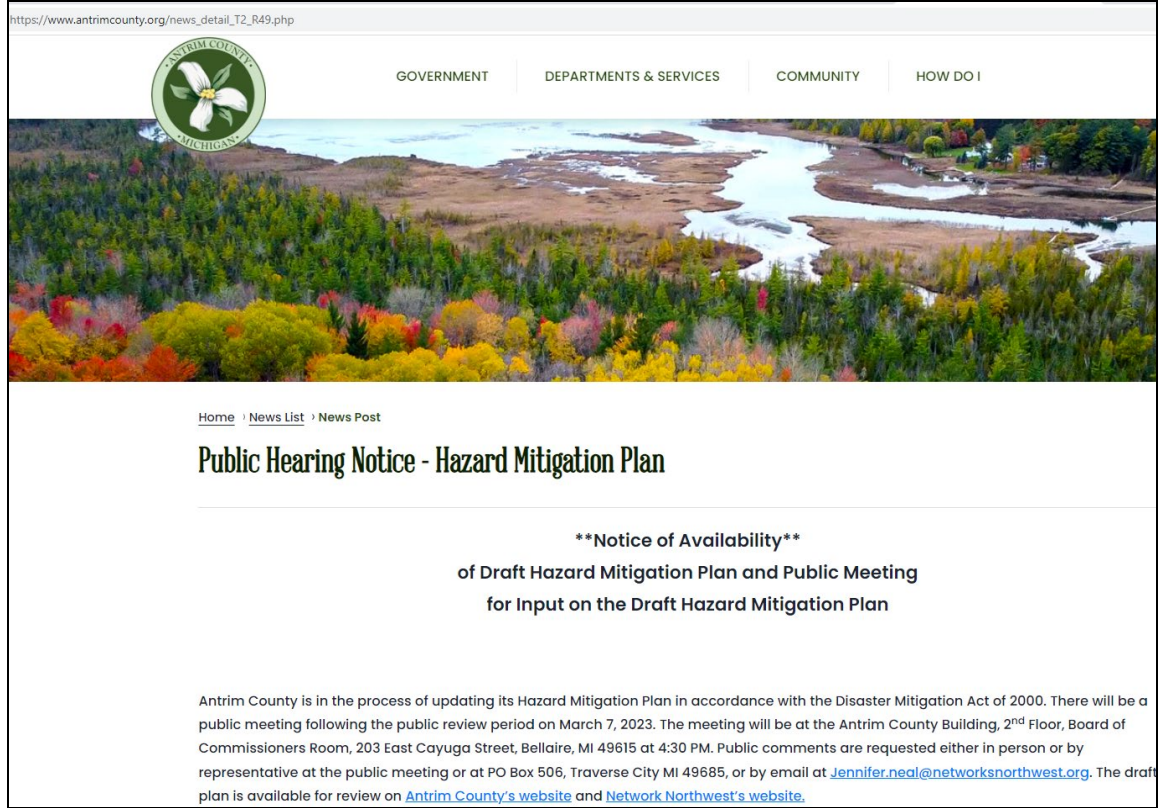 https://www.antrimcounty.org/news_detail_T2_R49.php
ANTRIM COUNTY
MICHIGAN
GOVERNMENT DEPARTMENTS & SERVICES COMMUNITY HOW DO I
Home › News List › News Post
Public Hearing Notice - Hazard Mitigation Plan
**Notice of Availability**
of Draft Hazard Mitigation Plan and Public Meeting
for Input on the Draft Hazard Mitigation Plan
Antrim County is in the process of updating its Hazard Mitigation Plan in accordance with the Disaster Mitigation Act of 2000. There will be a
public meeting following the public review period on March 7, 2023. The meeting will be at the Antrim County Building, 2nd Floor, Board of
Commissioners Room, 203 East Cayuga Street, Bellaire, MI 49615 at 4:30 PM. Public comments are requested either in person or by
representative at the public meeting or at PO Box 506, Traverse City MI 49685, or by email at Jennifer.neal@networksnorthwest.org. The draft
plan is available for review on Antrim County's website and Network Northwest's website.